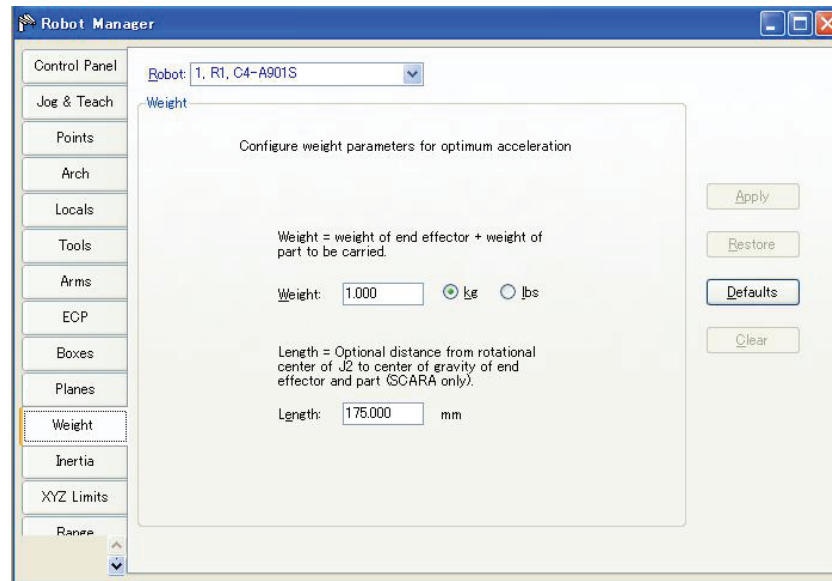 Robot Manager
Control Panel
Jog & Teach
Points
Arch
Locals
Tools
Arms
ECP
Boxes
Planes
Weight
Inertia
XYZ Limits
Range
Robot: 1, R1, C4-A901S
Weight
Configure weight parameters for optimum acceleration
Weight = weight of end effector + weight of
part to be carried.
Weight: 1.000 kg lbs
Length = Optional distance from rotational
center of J2 to center of gravity of end
effector and part (SCARA only).
Length: 175.000 mm
Apply
Restore
Defaults
Clear